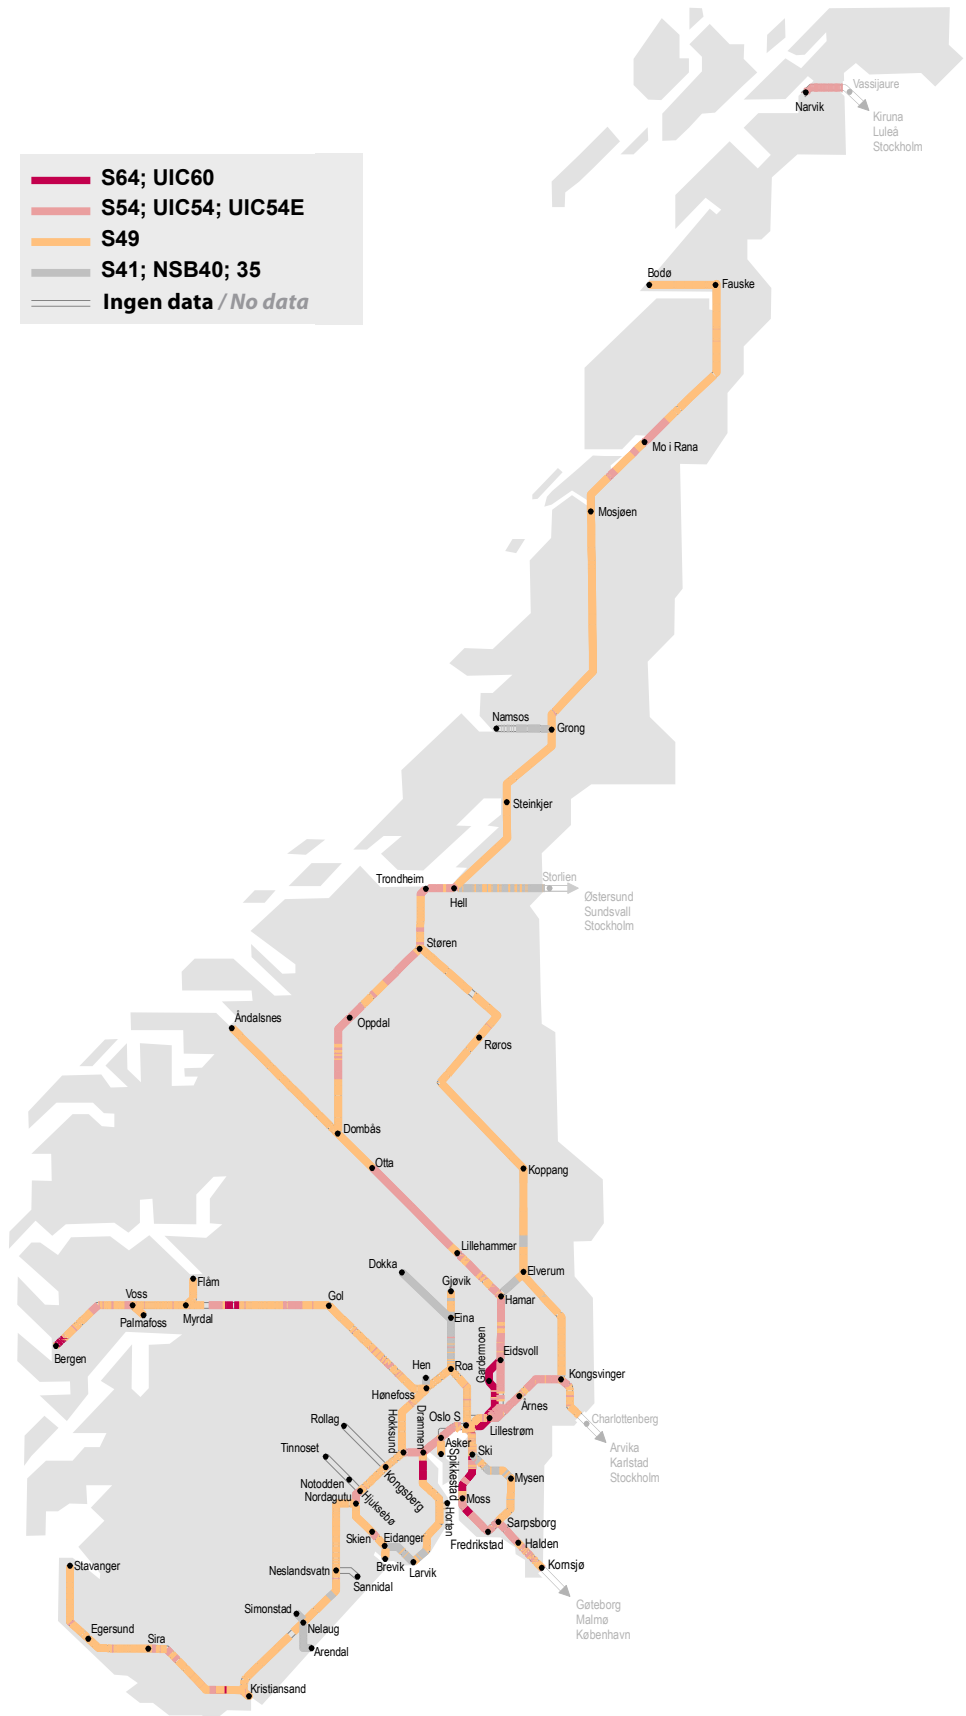 Vassijaure
Narvik
Kiruna
Luleå
Stockholm
S64; UIC60
S54; UIC54; UIC54E
S49
S41; NSB40; 35
Ingen data / No data
Bodø
Fauske
Mo i Rana
Mosjøen
Namsos
Grong
Steinkjer
Trondheim
Hell
Storlien
Østersund
Sundsvall
Stockholm
Støren
Åndalsnes
Oppdal
Røros
Dombås
Otta
Koppang
Lillehammer
Dokka
Gjøvik
Elverum
Flåm
Voss
Palmafoss
Myrdal
Gol
Hamar
Eina
Bergen
Gardermoen
Eidsvoll
Hen
Roa
Kongsvinger
Hønefoss
Årnes
Rollag
Hokksund
Drammen
Oslo S
Lillestrøm
Charlottenberg
Asker
Spikkestad
Ski
Arvika
Karlstad
Stockholm
Tinnoset
Kongsberg
Mysen
Notodden
Hjuksebø
Nordagutu
Horten
Moss
Sarpsborg
Skien
Eidanger
Fredrikstad
Halden
Brevik
Larvik
Kornsjø
Stavanger
Neslandsvatn
Sannidal
Simonstad
Nelaug
Gøteborg
Malmø
København
Egersund
Sira
Arendal
Kristiansand